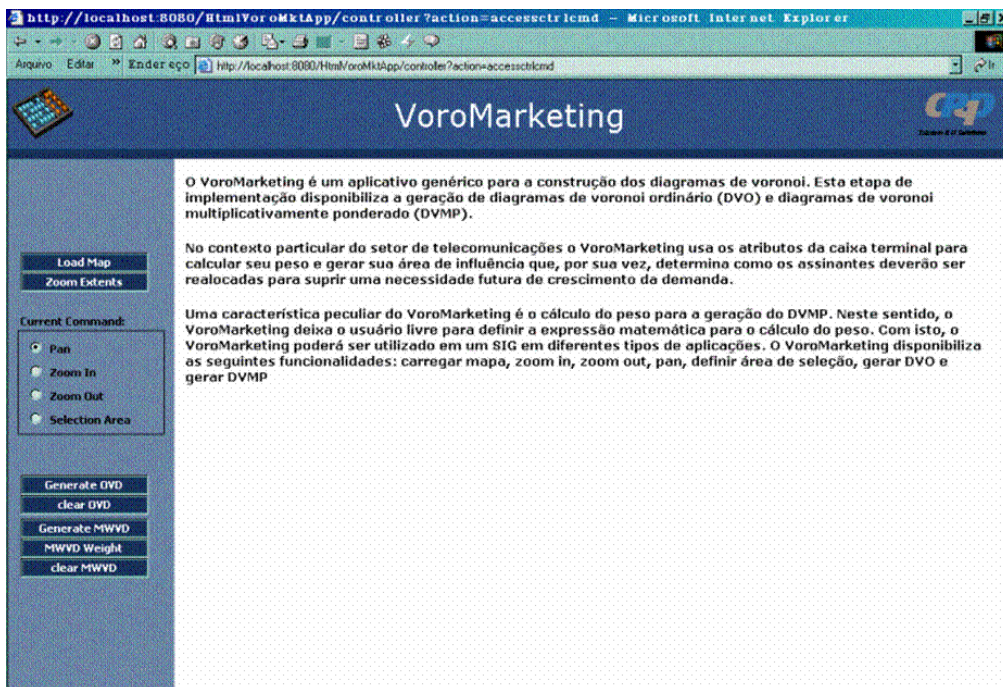 http://localhost:8080/HtmlVoroMktApp/controller?action=accessctrlcmd - Microsoft Internet Explorer
Arquivo Editar » Endereço http://localhost:8080/HtmlVoroMktApp/controller?action=accessctrlcmd Ir
VoroMarketing
CPqD
O VoroMarketing é um aplicativo genérico para a construção dos diagramas de voronoi. Esta etapa de
implementação disponibiliza a geração de diagramas de voronoi ordinário (DVO) e diagramas de voronoi
multiplicativamente ponderado (DVMP).
No contexto particular do setor de telecomunicações o VoroMarketing usa os atributos da caixa terminal para
calcular seu peso e gerar sua área de influência que, por sua vez, determina como os assinantes deverão ser
realocadas para suprir uma necessidade futura de crescimento da demanda.
Uma característica peculiar do VoroMarketing é o cálculo do peso para a geração do DVMP. Neste sentido, o
VoroMarketing deixa o usuário livre para definir a expressão matemática para o cálculo do peso. Com isto, o
VoroMarketing poderá ser utilizado em um SIG em diferentes tipos de aplicações. O VoroMarketing disponibiliza
as seguintes funcionalidades: carregar mapa, zoom in, zoom out, pan, definir área de seleção, gerar DVO e
gerar DVMP
Load Map
Zoom Extents
Current Command:
Pan
Zoom In
Zoom Out
Selection Area
Generate OVD
clear OVD
Generate MWVD
MWVD Weight
clear MWVD